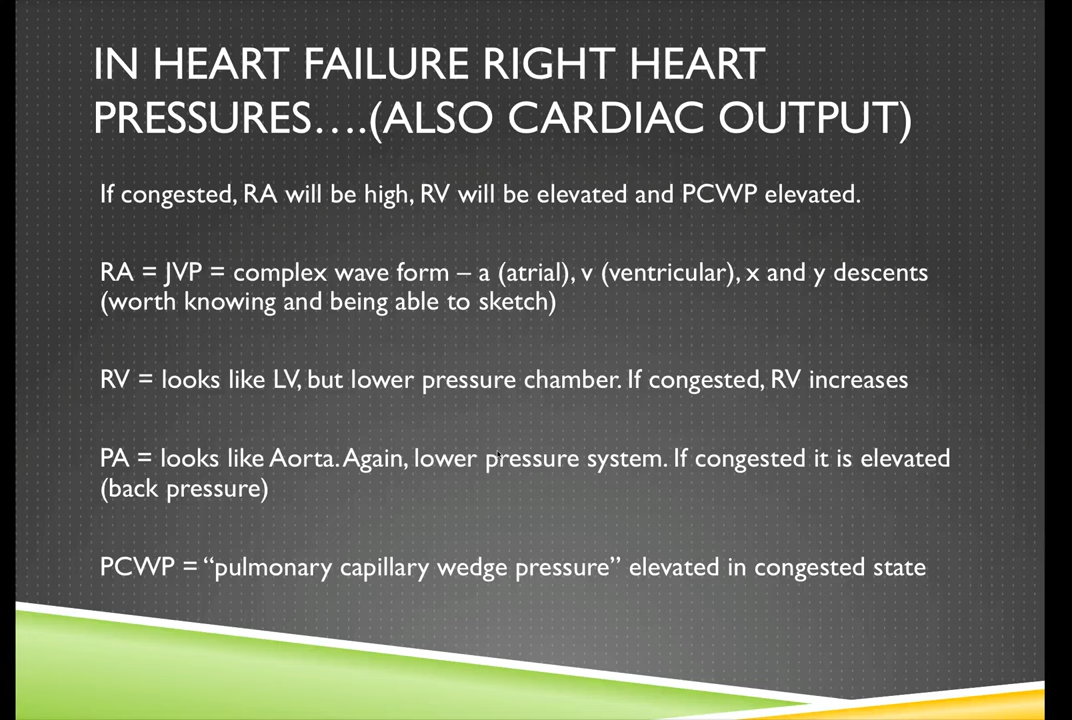 IN HEART FAILURE RIGHT HEART
PRESSURES….(ALSO CARDIAC OUTPUT)
If congested, RA will be high, RV will be elevated and PCWP elevated.
RA = JVP = complex wave form – a (atrial), v (ventricular), x and y descents
(worth knowing and being able to sketch)
RV = looks like LV, but lower pressure chamber. If congested, RV increases
PA = looks like Aorta. Again, lower pressure system. If congested it is elevated
(back pressure)
PCWP = “pulmonary capillary wedge pressure” elevated in congested state